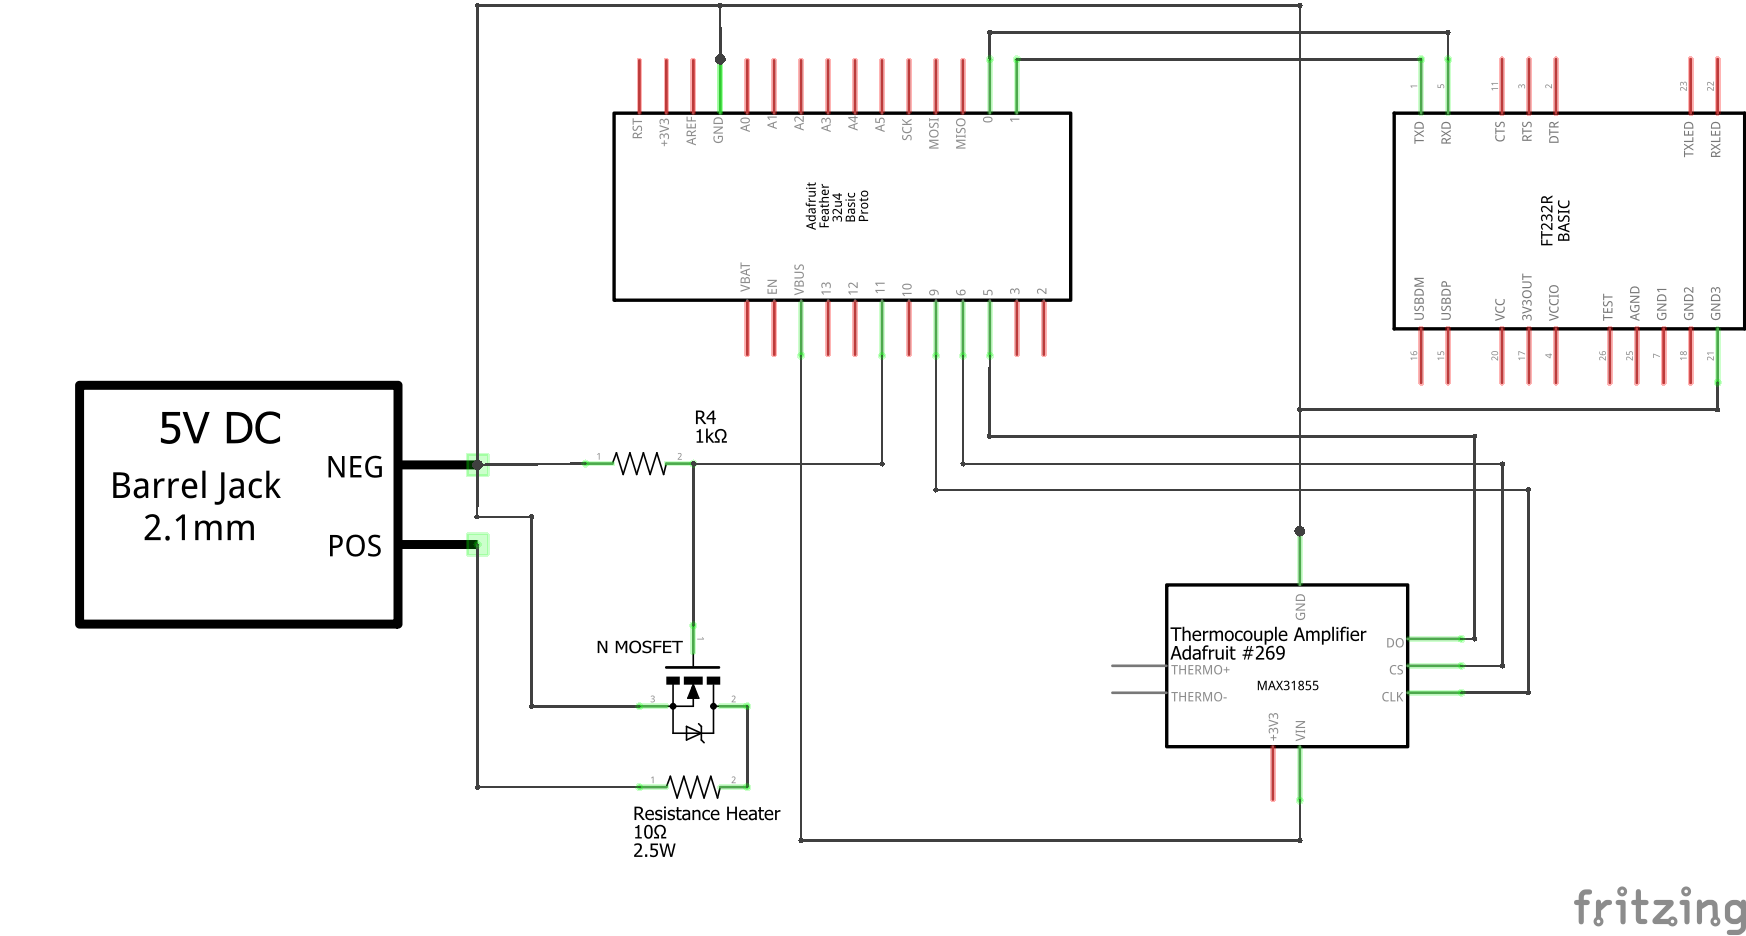 RST
+3V3
AREF
GND
A0
A1
A2
A3
A4
A5
SCK
MOSI
MISO
0
1
Adafruit
Feather
32u4
Basic
Proto
VBAT
EN
VBUS
13
12
11
10
9
6
5
3
2
1
5
11
3
2
23
22
TXD
RXD
CTS
RTS
DTR
TXLED
RXLED
FT232R
BASIC
USBDM
USBDP
VCC
3V3OUT
VCCIO
TEST
AGND
GND1
GND2
GND3
16
15
20
17
4
26
25
7
18
21
5V DC
Barrel Jack
2.1mm
NEG
POS
R4
1kΩ
1
2
N MOSFET
1
3
2
1
2
Resistance Heater
10Ω
2.5W
GND
Thermocouple Amplifier
Adafruit #269
MAX31855
THERMO+
THERMO-
DO
CS
CLK
+3V3
VIN
fritzing